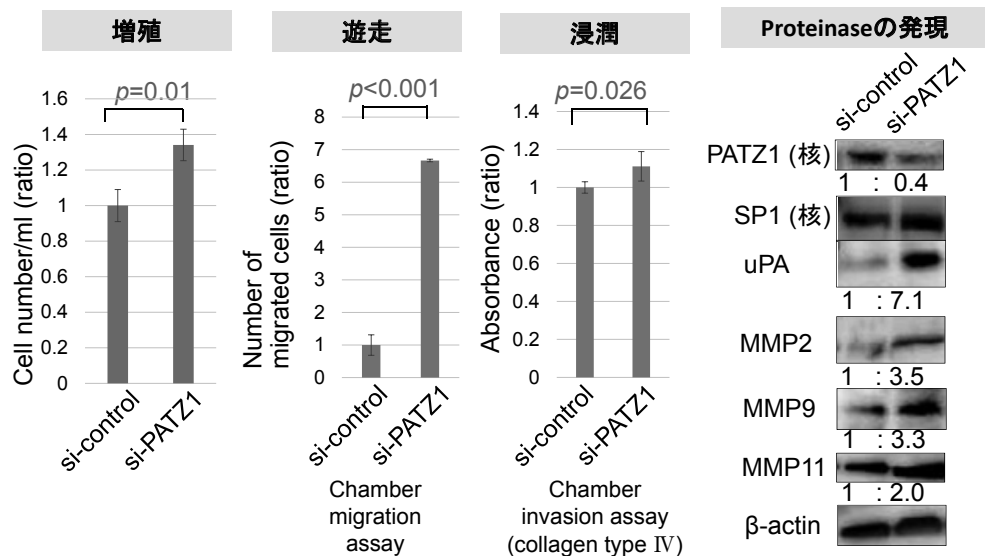 増殖
p=0.01
Cell number/ml (ratio)
1.6
1.4
1.2
1
0.8
0.6
0.4
0.2
0
si-control
si-PATZ1
遊走
p<0.001
Number of
migrated cells (ratio)
8
7
6
5
4
3
2
1
0
si-control
si-PATZ1
Chamber
migration
assay
浸潤
p=0.026
Absorbance (ratio)
1.4
1.2
1
0.8
0.6
0.4
0.2
0
si-control
si-PATZ1
Chamber
invasion assay
(collagen type Ⅳ)
Proteinaseの発現
si-control
si-PATZ1
PATZ1 (核)
1 : 0.4
SP1 (核)
uPA
1 : 7.1
MMP2
1 : 3.5
MMP9
1 : 3.3
MMP11
1 : 2.0
β-actin